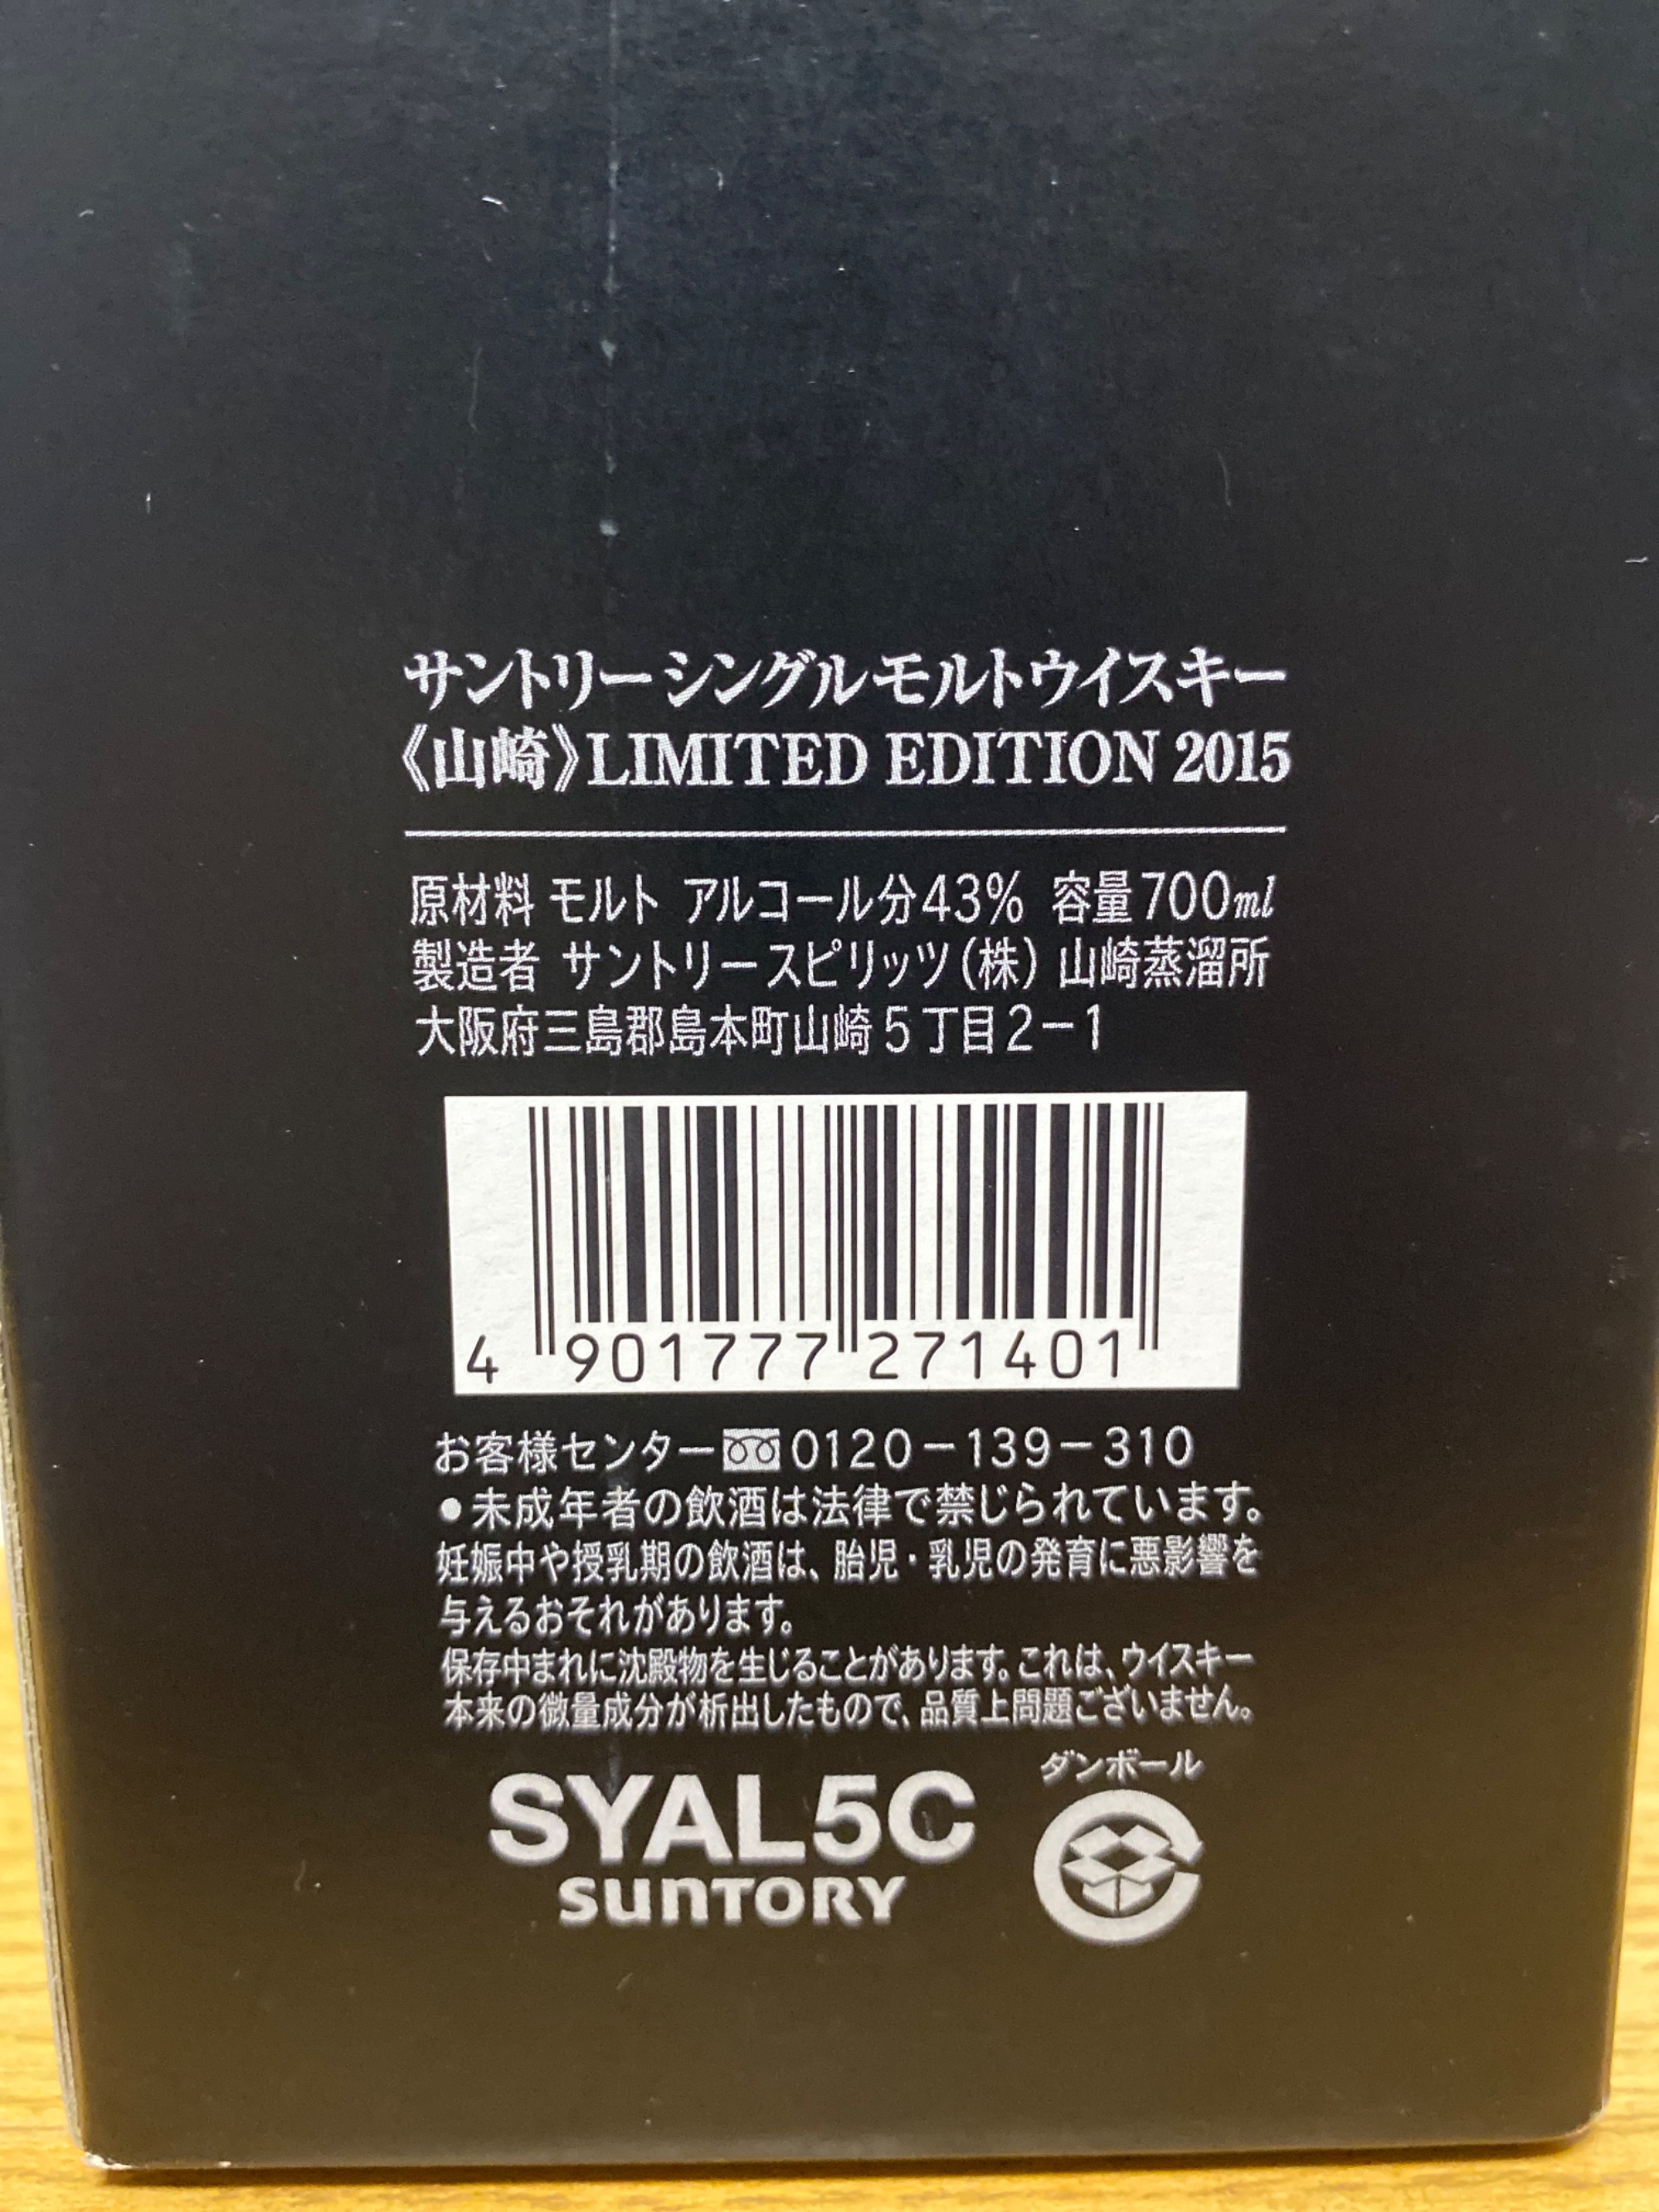 サントリーシングルモルトウイスキー
《山崎》LIMITED EDITION 2015
原材料 モルト アルコール分43% 容量700ml
製造者 サントリースピリッツ(株) 山崎蒸溜所
大阪府三島郡島本町山崎5丁目2-1
4 901777 271401
お客様センター 0120-139-310
●未成年者の飲酒は法律で禁じられています。
妊娠中や授乳期の飲酒は、胎児・乳児の発育に悪影響を
与えるおそれがあります。
保存中まれに沈殿物を生じることがあります。これは、ウイスキー
本来の微量成分が析出したもので、品質上問題ございません。
ダンボール
SYAL5C
SUNTORY